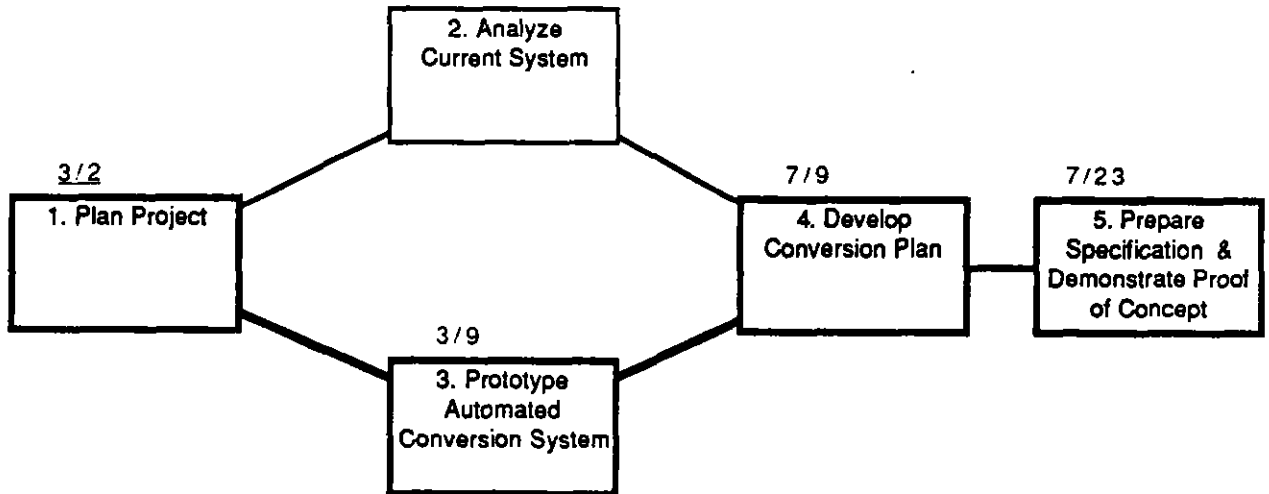 2. Analyze
Current System
3/2
1. Plan Project
7/9
4. Develop
Conversion Plan
7/23
5. Prepare
Specification &
Demonstrate Proof
of Concept
3/9
3. Prototype
Automated
Conversion System